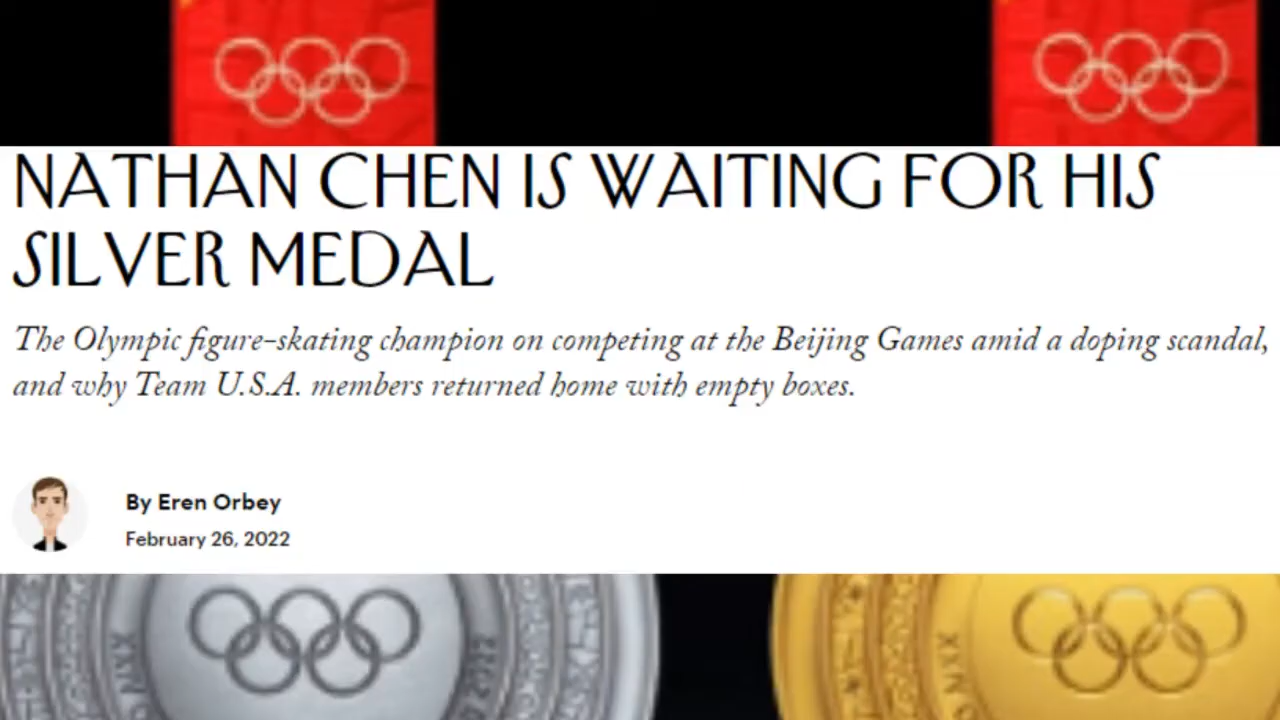 NATHAN CHEN IS WAITING FOR HIS
SILVER MEDAL
The Olympic figure-skating champion on competing at the Beijing Games amid a doping scandal,
and why Team U.S.A. members returned home with empty boxes.
By Eren Orbey
February 26, 2022